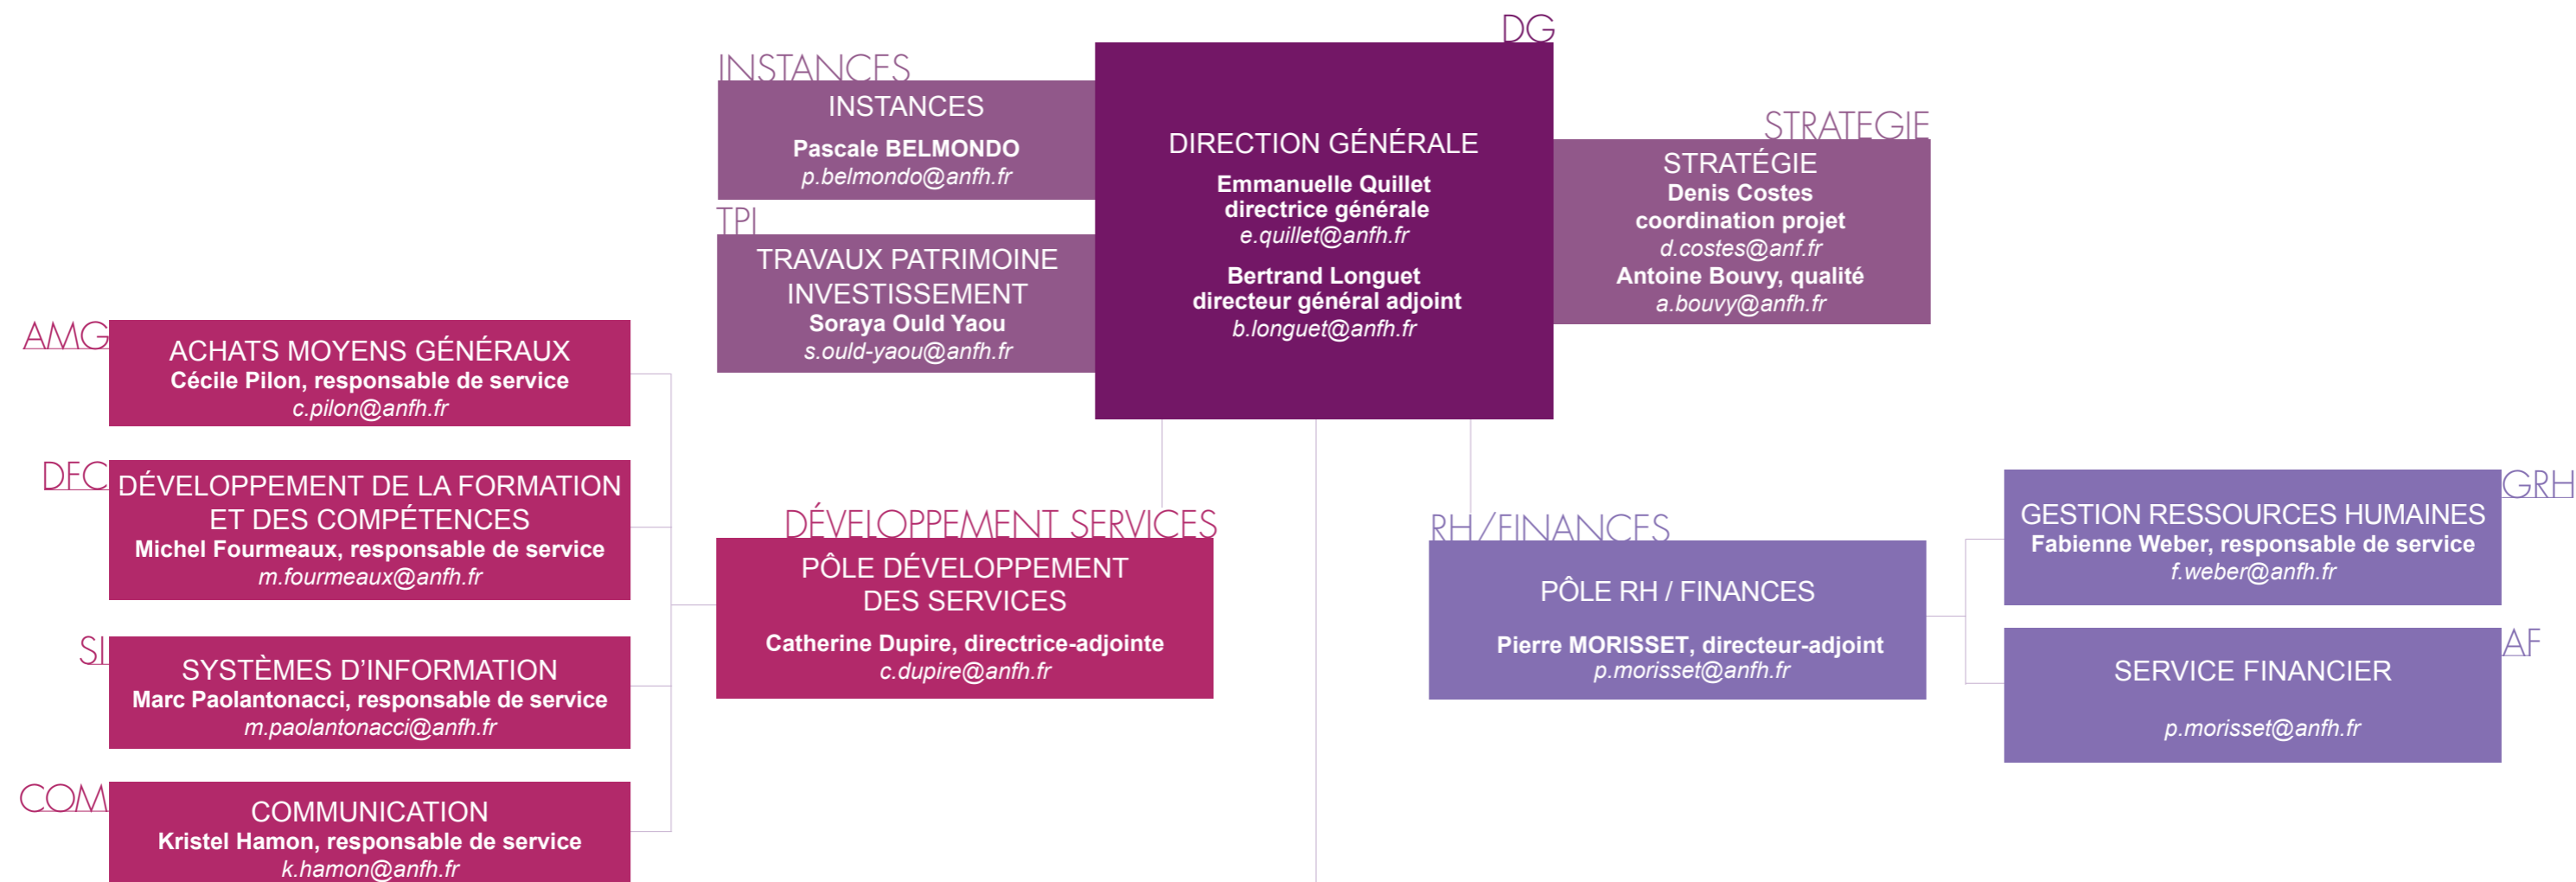 DG
DIRECTION GÉNÉRALE
Emmanuelle Quillet
directrice générale
e.quillet@anfh.fr
Bertrand Longuet
directeur général adjoint
b.longuet@anfh.fr
INSTANCES
INSTANCES
Pascale BELMONDO
p.belmondo@anfh.fr
TPI
TRAVAUX PATRIMOINE
INVESTISSEMENT
Soraya Ould Yaou
s.ould-yaou@anfh.fr
STRATEGIE
STRATÉGIE
Denis Costes
coordination projet
d.costes@anf.fr
Antoine Bouvy, qualité
a.bouvy@anfh.fr
AMG
ACHATS MOYENS GÉNÉRAUX
Cécile Pilon, responsable de service
c.pilon@anfh.fr
DFC
DÉVELOPPEMENT DE LA FORMATION
ET DES COMPÉTENCES
Michel Fourmeaux, responsable de service
m.fourmeaux@anfh.fr
SI
SYSTÈMES D’INFORMATION
Marc Paolantonacci, responsable de service
m.paolantonacci@anfh.fr
COM
COMMUNICATION
Kristel Hamon, responsable de service
k.hamon@anfh.fr
DÉVELOPPEMENT SERVICES
PÔLE DÉVELOPPEMENT
DES SERVICES
Catherine Dupire, directrice-adjointe
c.dupire@anfh.fr
RH/FINANCES
PÔLE RH / FINANCES
Pierre MORISSET, directeur-adjoint
p.morisset@anfh.fr
GRH
GESTION RESSOURCES HUMAINES
Fabienne Weber, responsable de service
f.weber@anfh.fr
AF
SERVICE FINANCIER
p.morisset@anfh.fr